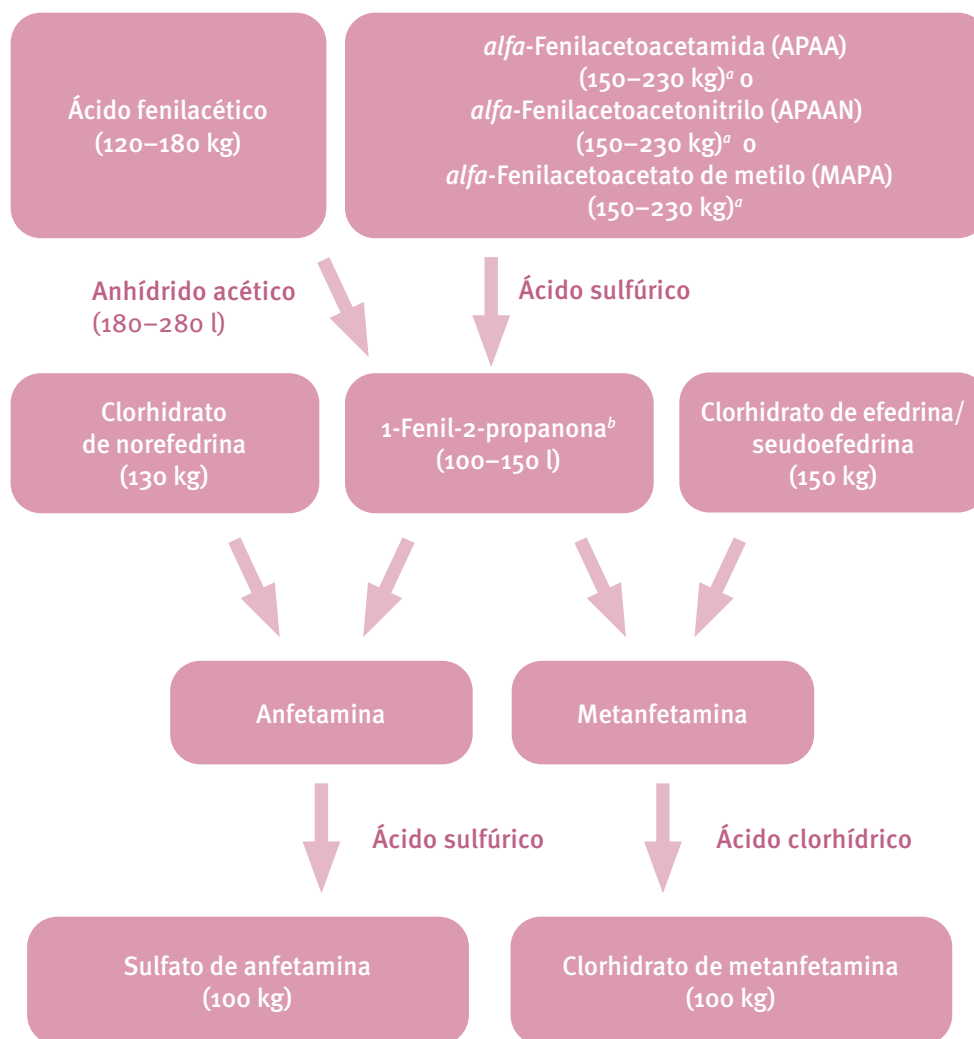 Ácido fenilacético
(120–180 kg)
alfa-Fenilacetoacetamida (APAA)
(150–230 kg)a o
alfa-Fenilacetoacetonitrilo (APAAN)
(150–230 kg)a o
alfa-Fenilacetoacetato de metilo (MAPA)
(150–230 kg)a
Anhídrido acético
(180–280 l)
Ácido sulfúrico
Clorhidrato
de norefedrina
(130 kg)
1-Fenil-2-propanonab
(100–150 l)
Clorhidrato de efedrina/
seudoefedrina
(150 kg)
Anfetamina
Metanfetamina
Ácido sulfúrico
Ácido clorhídrico
Sulfato de anfetamina
(100 kg)
Clorhidrato de metanfetamina
(100 kg)